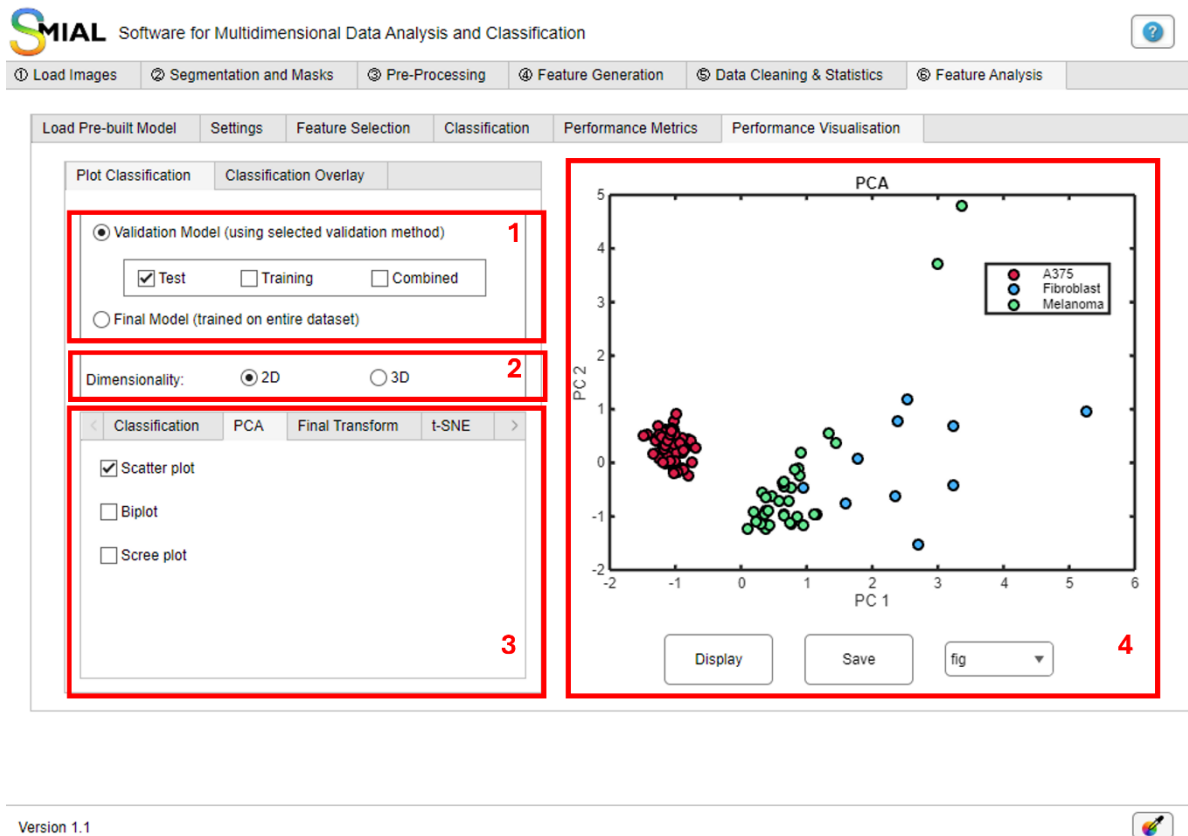 SMIAL Software for Multidimensional Data Analysis and Classification
?
① Load Images ② Segmentation and Masks ③ Pre-Processing ④ Feature Generation ⑤ Data Cleaning & Statistics ⑥ Feature Analysis
Load Pre-built Model Settings Feature Selection Classification Performance Metrics Performance Visualisation
Plot Classification Classification Overlay
Validation Model (using selected validation method) 1
Test Training Combined
Final Model (trained on entire dataset)
Dimensionality: 2D 3D 2
< Classification PCA Final Transform t-SNE >
Scatter plot
Biplot
Scree plot
3
PCA
5
4
3
2
1
0
-1
-2
PC 2
A375
Fibroblast
Melanoma
-2 -1 0 1 2 3 4 5 6
PC 1
Display Save fig 4
Version 1.1